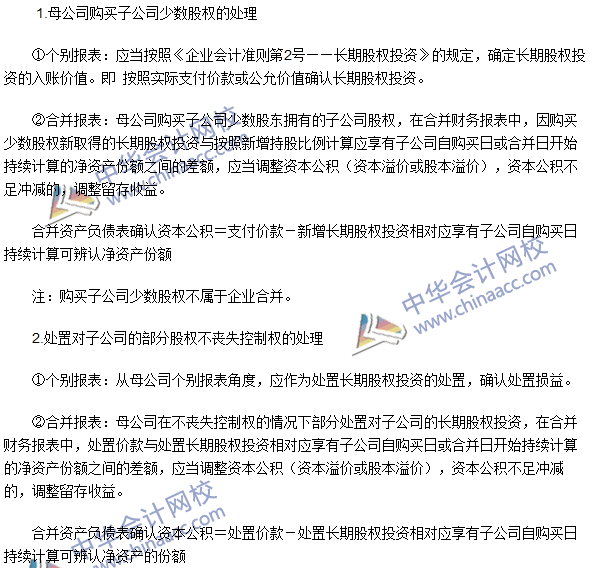 1.母公司购买子公司少数股权的处理
①个别报表：应当按照《企业会计准则第2号——长期股权投资》的规定，确定长期股权投
资的入账价值。即 按照实际支付价款或公允价值确认长期股权投资。
②合并报表：母公司购买子公司少数股东拥有的子公司股权，在合并财务报表中，因购买
少数股权新取得的长期股权投资与按照新增持股比例计算应享有子公司自购买日或合并日开始
持续计算的净资产份额之间的差额，应当调整资本公积（资本溢价或股本溢价），资本公积不
足冲减的，调整留存收益。
合并资产负债表确认资本公积＝支付价款－新增长期股权投资相对应享有子公司自购买日
持续计算可辨认净资产份额
注：购买子公司少数股权不属于企业合并。
2.处置对子公司的部分股权不丧失控制权的处理
①个别报表：从母公司个别报表角度，应作为处置长期股权投资的处置，确认处置损益。
②合并报表：母公司在不丧失控制权的情况下部分处置对子公司的长期股权投资，在合并
财务报表中，处置价款与处置长期股权投资相对应享有子公司自购买日或合并日开始持续计算
的净资产份额之间的差额，应当调整资本公积（资本溢价或股本溢价），资本公积不足冲减
的，调整留存收益。
合并资产负债表确认资本公积＝处置价款－处置长期股权投资相对应享有子公司自购买日
持续计算可辨认净资产的份额
中华会计网校
www.chinaacc.com
中华会计网校
www.chinaacc.com
中华会计网校
www.chinaacc.com